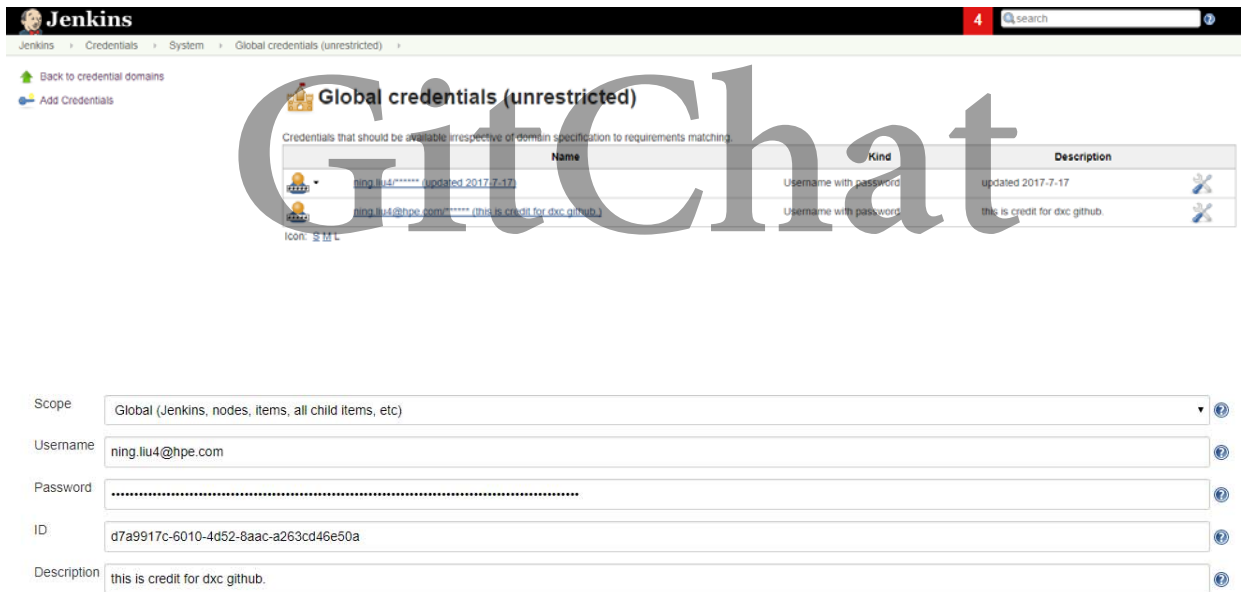 Jenkins
4
search
Jenkins › Credentials › System › Global credentials (unrestricted) ›
Back to credential domains
Add Credentials
GitChat
Global credentials (unrestricted)
Credentials that should be available irrespective of domain specification to requirements matching.
Name Kind Description
ning.liu4/****** (updated 2017-7-17) Username with password updated 2017-7-17
ning.liu4@hpe.com/****** (this is credit for dxc github.) Username with password this is credit for dxc github.
Icon: S M L
Scope Global (Jenkins, nodes, items, all child items, etc)
Username ning.liu4@hpe.com
Password
ID d7a9917c-6010-4d52-8aac-a263cd46e50a
Description this is credit for dxc github.